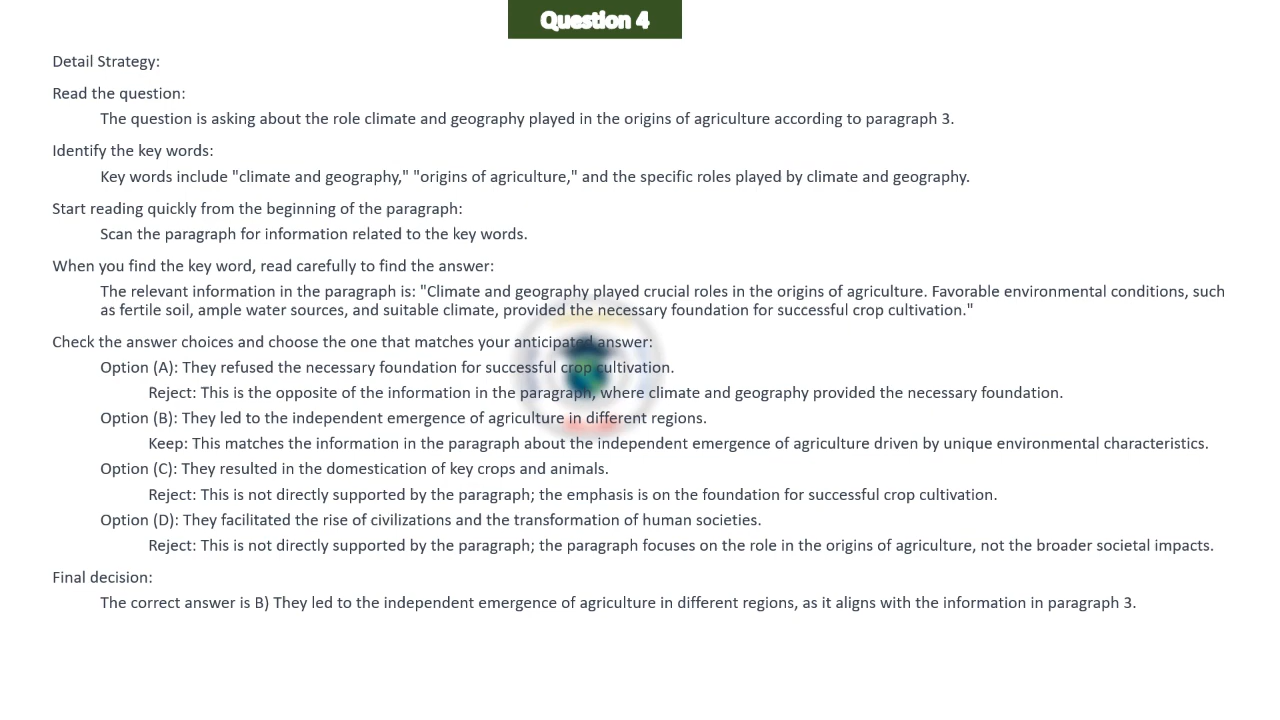 Question 4
Detail Strategy:
Read the question:
The question is asking about the role climate and geography played in the origins of agriculture according to paragraph 3.
Identify the key words:
Key words include "climate and geography," "origins of agriculture," and the specific roles played by climate and geography.
Start reading quickly from the beginning of the paragraph:
Scan the paragraph for information related to the key words.
When you find the key word, read carefully to find the answer:
The relevant information in the paragraph is: "Climate and geography played crucial roles in the origins of agriculture. Favorable environmental conditions, such
as fertile soil, ample water sources, and suitable climate, provided the necessary foundation for successful crop cultivation."
Check the answer choices and choose the one that matches your anticipated answer:
Option (A): They refused the necessary foundation for successful crop cultivation.
Reject: This is the opposite of the information in the paragraph, where climate and geography provided the necessary foundation.
Option (B): They led to the independent emergence of agriculture in different regions.
Keep: This matches the information in the paragraph about the independent emergence of agriculture driven by unique environmental characteristics.
Option (C): They resulted in the domestication of key crops and animals.
Reject: This is not directly supported by the paragraph; the emphasis is on the foundation for successful crop cultivation.
Option (D): They facilitated the rise of civilizations and the transformation of human societies.
Reject: This is not directly supported by the paragraph; the paragraph focuses on the role in the origins of agriculture, not the broader societal impacts.
Final decision:
The correct answer is B) They led to the independent emergence of agriculture in different regions, as it aligns with the information in paragraph 3.